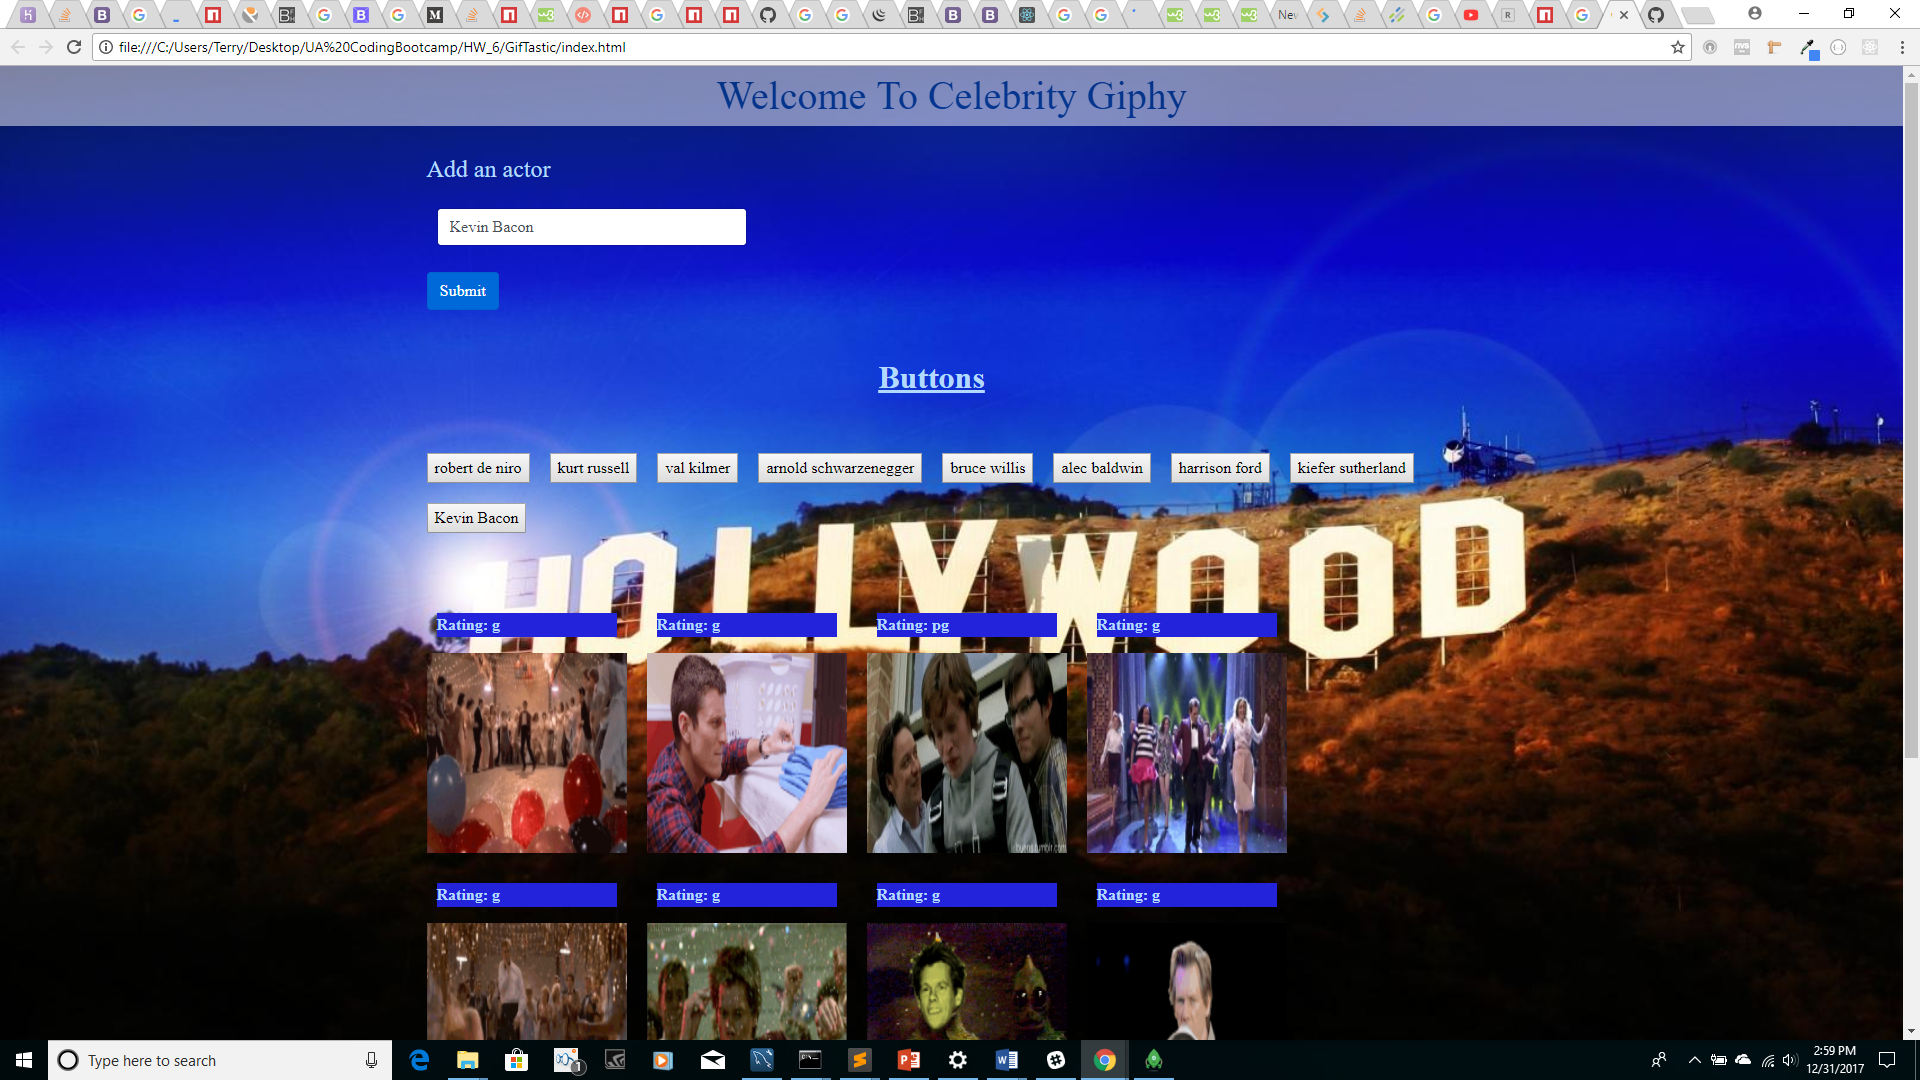 New
file:///C:/Users/Terry/Desktop/UA%20CodingBootcamp/HW_6/GifTastic/index.html
Welcome To Celebrity Giphy
Add an actor
Kevin Bacon
Submit
Buttons
robert de niro kurt russell val kilmer arnold schwarzenegger bruce willis alec baldwin harrison ford kiefer sutherland
Kevin Bacon
HOLLYWOOD
Rating: g Rating: g Rating: pg Rating: g
Rating: g Rating: g Rating: g Rating: g
Type here to search
2:59 PM
12/31/2017